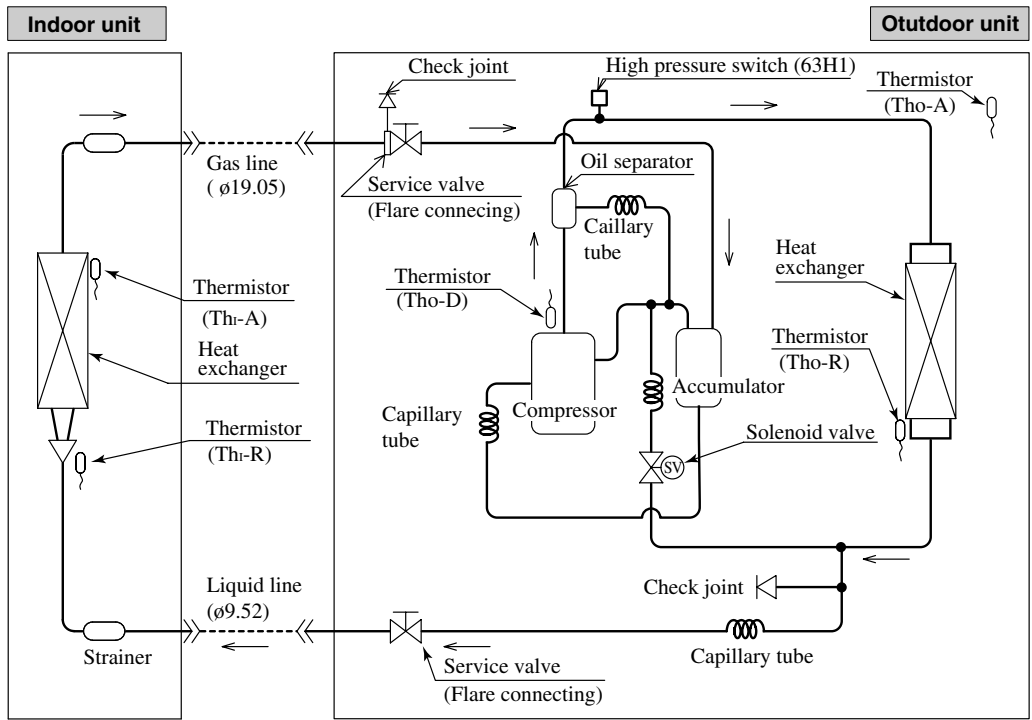 Indoor unit
Otutdoor unit
Check joint
High pressure switch (63H1)
Thermistor
(Tho-A)
Gas line
( ø19.05)
Service valve
(Flare connecing)
Oil separator
Caillary
tube
Thermistor
(Tho-D)
Heat
exchanger
Thermistor
(ThI-A)
Heat
exchanger
Thermistor
(Tho-R)
Capillary
tube
Compressor
Accumulator
Thermistor
(ThI-R)
Solenoid valve
SV
Liquid line
(ø9.52)
Check joint
Strainer
Service valve
(Flare connecting)
Capillary tube